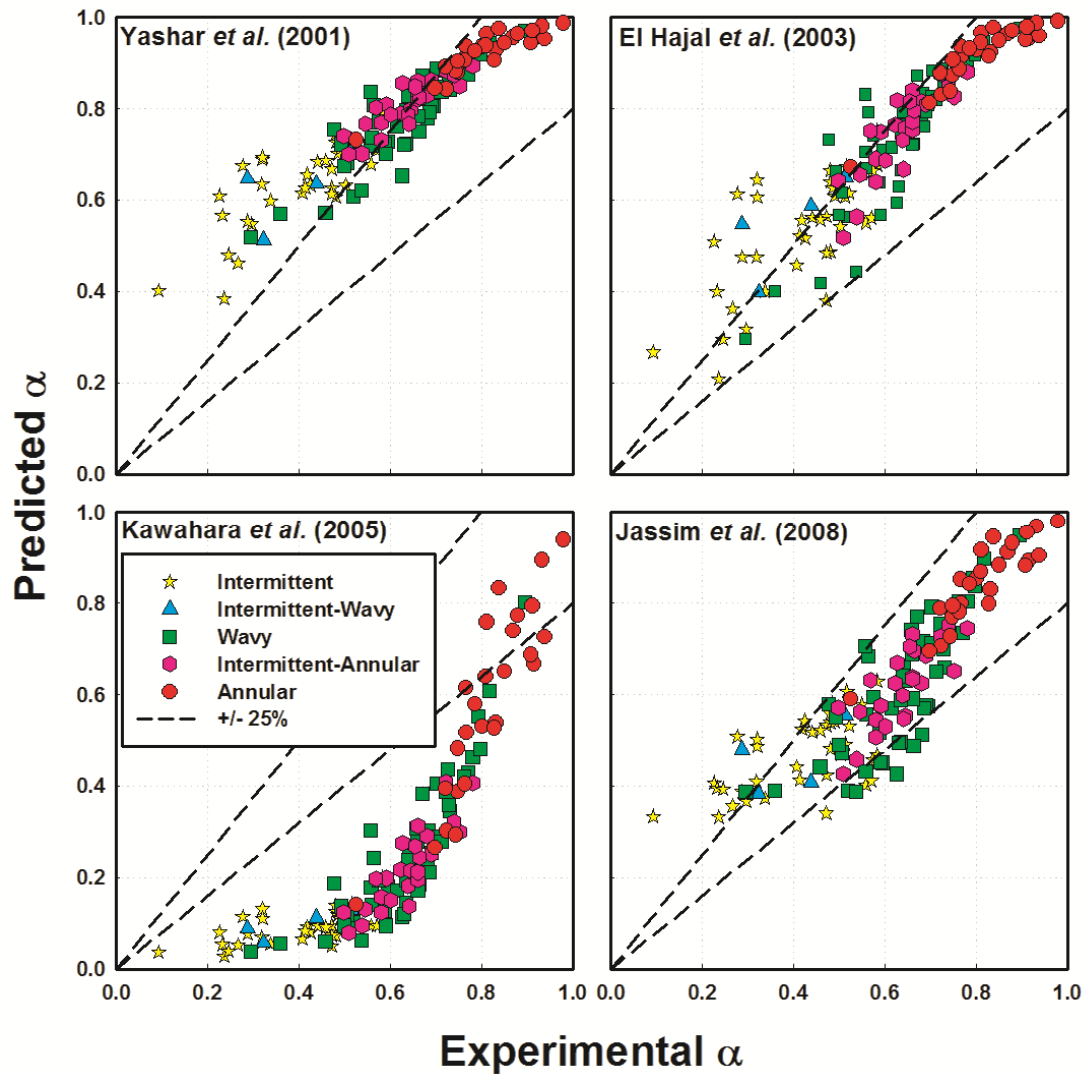 Yashar et al. (2001)
El Hajal et al. (2003)
1.0
0.8
0.6
0.4
0.2
0.0
Kawahara et al. (2005)
Jassim et al. (2008)
Intermittent
Intermittent-Wavy
Wavy
Intermittent-Annular
Annular
+/- 25%
1.0
0.8
0.6
0.4
0.2
0.0
0.0 0.2 0.4 0.6 0.8 1.0
0.0 0.2 0.4 0.6 0.8 1.0
Predicted α
Experimental α